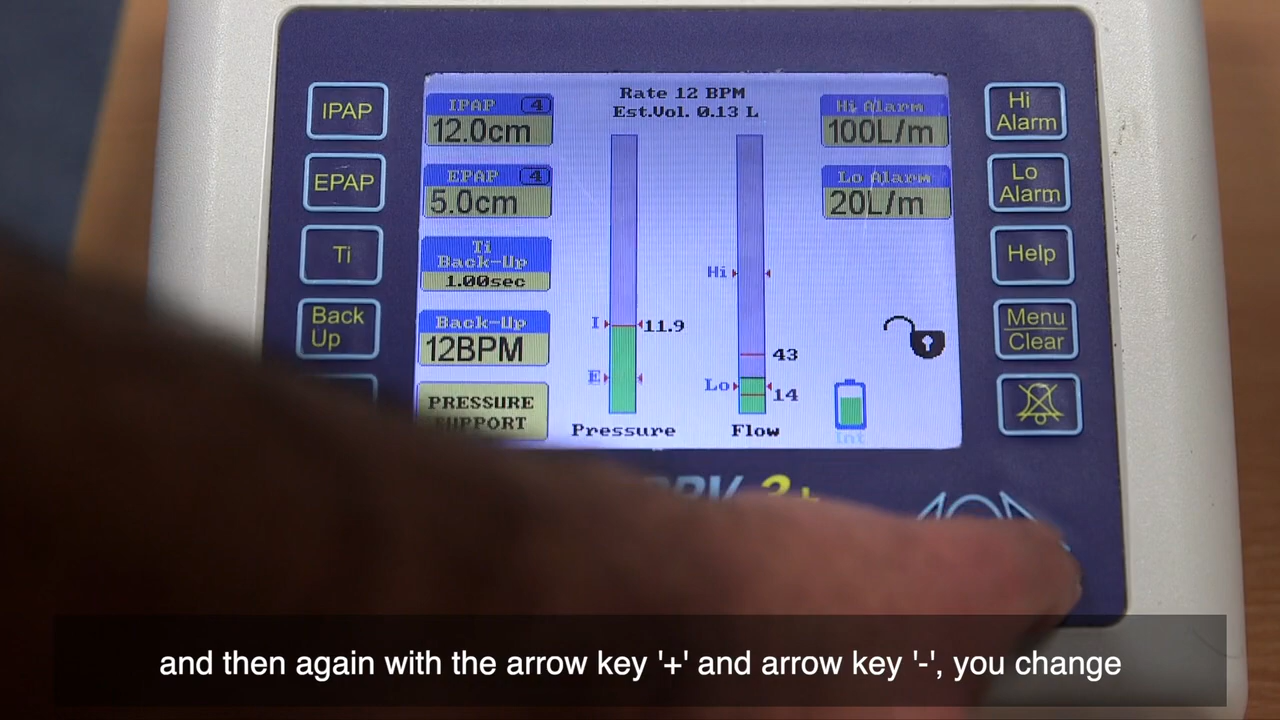 IPAP
EPAP
Ti
Back
Up
IPAP 4
12.0cm
EPAP 4
5.0cm
Ti
Back-Up
1.00sec
Back-Up
12BPM
PRESSURE
SUPPORT
Rate 12 BPM
Est.Vol. 0.13 L
I
11.9
E
Pressure
Hi
43
Lo
14
Flow
Hi Alarm
100L/m
Lo Alarm
20L/m
Int
Hi
Alarm
Lo
Alarm
Help
Menu
Clear
and then again with the arrow key '+' and arrow key '-', you change